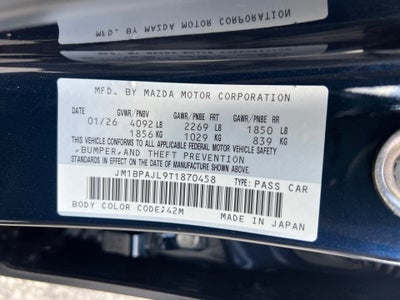 MFD. BY MAZDA MOTOR CORPORATION
GVWR/PNBV GAWR/PNBE FRT GAWR/PNBE RR
01/26 4092 LB 2269 LB 1850 LB
1856 KG 1029 KG 839 KG
THIS VEHICLE CONFORMS TO ALL APPLICABLE FEDERAL MOTOR VEHICLE SAFETY
,BUMPER,AND THEFT PREVENTION
STANDARDS IN EFFECT ON THE DATE OF MANUFACTURE SHOWN ABOVE.
JM1BPAJL9T1870458 TYPE: PASS CAR
BODY COLOR CODE:42M MADE IN JAPAN